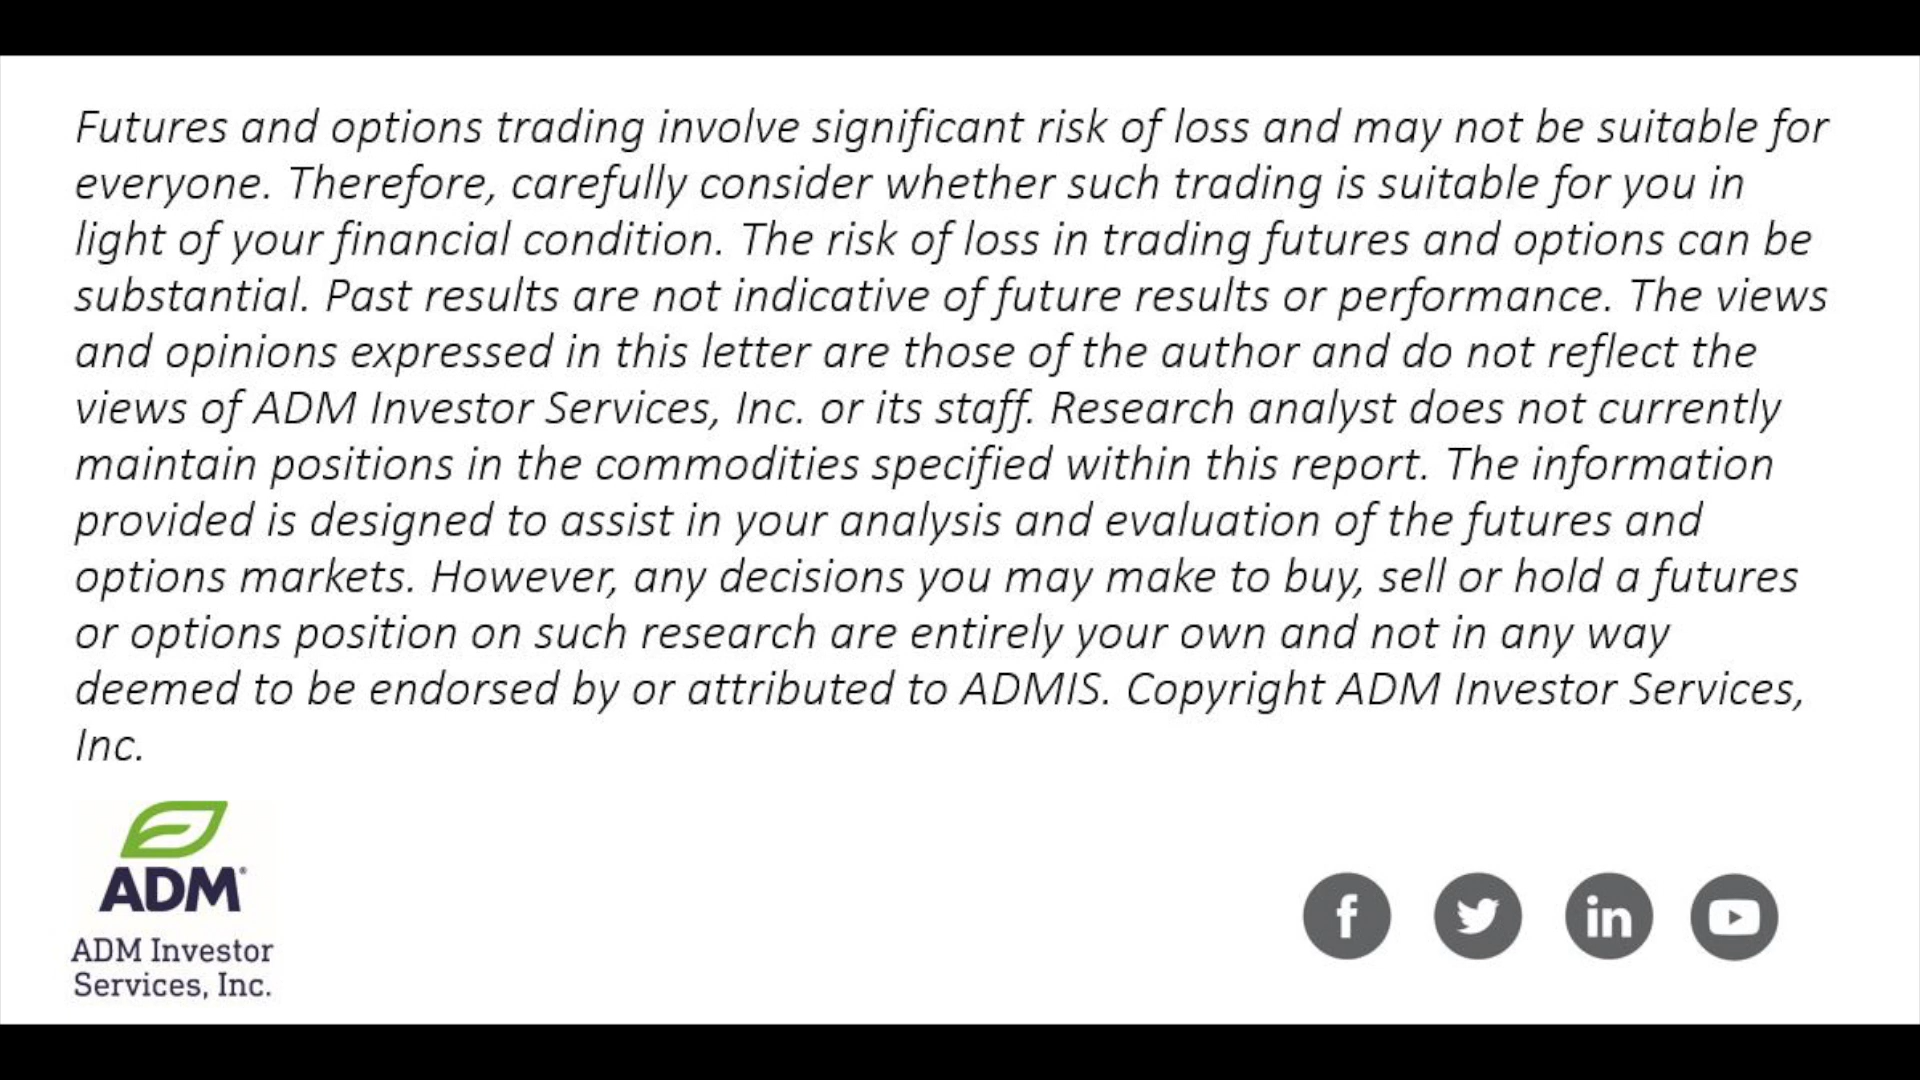 Futures and options trading involve significant risk of loss and may not be suitable for
everyone. Therefore, carefully consider whether such trading is suitable for you in
light of your financial condition. The risk of loss in trading futures and options can be
substantial. Past results are not indicative of future results or performance. The views
and opinions expressed in this letter are those of the author and do not reflect the
views of ADM Investor Services, Inc. or its staff. Research analyst does not currently
maintain positions in the commodities specified within this report. The information
provided is designed to assist in your analysis and evaluation of the futures and
options markets. However, any decisions you may make to buy, sell or hold a futures
or options position on such research are entirely your own and not in any way
deemed to be endorsed by or attributed to ADMIS. Copyright ADM Investor Services,
Inc.
ADM®
ADM Investor
Services, Inc.
f
in